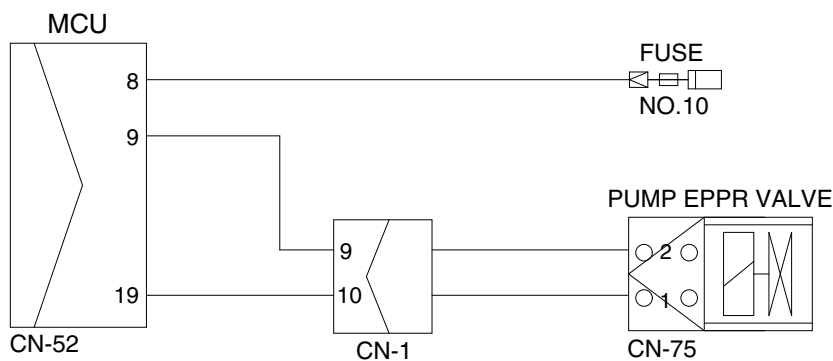 MCU
FUSE
8
NO.10
9
PUMP EPPR VALVE
9
2
19
10
1
CN-52
CN-1
CN-75